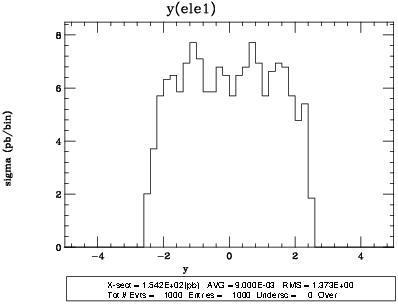 y(ele1)
8
6
4
2
0
-4 -2 0 2 4
sigma (pb/bin)
y
X-sect = 1.542E+02(pb) AVG = 9.000E-03 RMS = 1.373E+00
Tot # Evts = 1000 Entries = 1000 Undersc = 0 Over